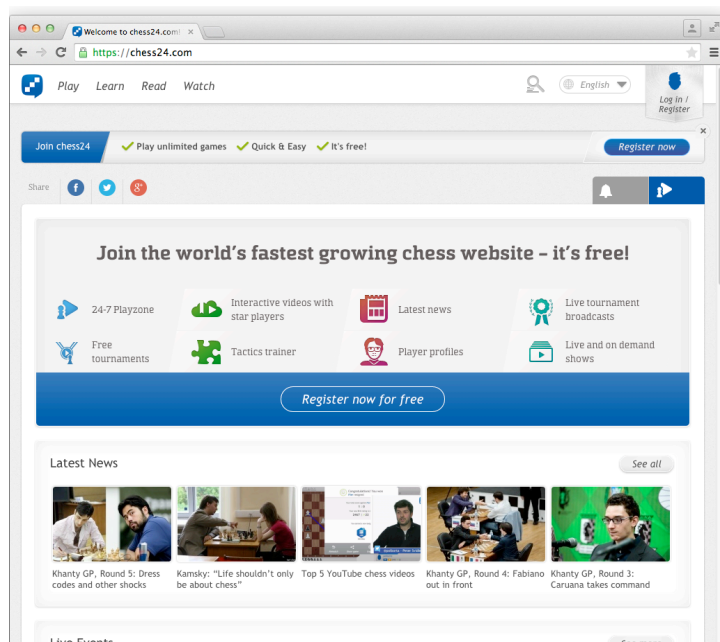 Welcome to chess24.com!
https://chess24.com
Play Learn Read Watch
English
Log in /
Register
Join chess24
Play unlimited games Quick & Easy It's free!
Register now
Share
Join the world's fastest growing chess website – it's free!
24-7 Playzone
Interactive videos with
star players
Latest news
Live tournament
broadcasts
Free
tournaments
Tactics trainer
Player profiles
Live and on demand
shows
Register now for free
Latest News
See all
Khanty GP, Round 5: Dress
codes and other shocks
Kamsky: "Life shouldn't only
be about chess"
Top 5 YouTube chess videos
Khanty GP, Round 4: Fabiano
out in front
Khanty GP, Round 3:
Caruana takes command
Live Events